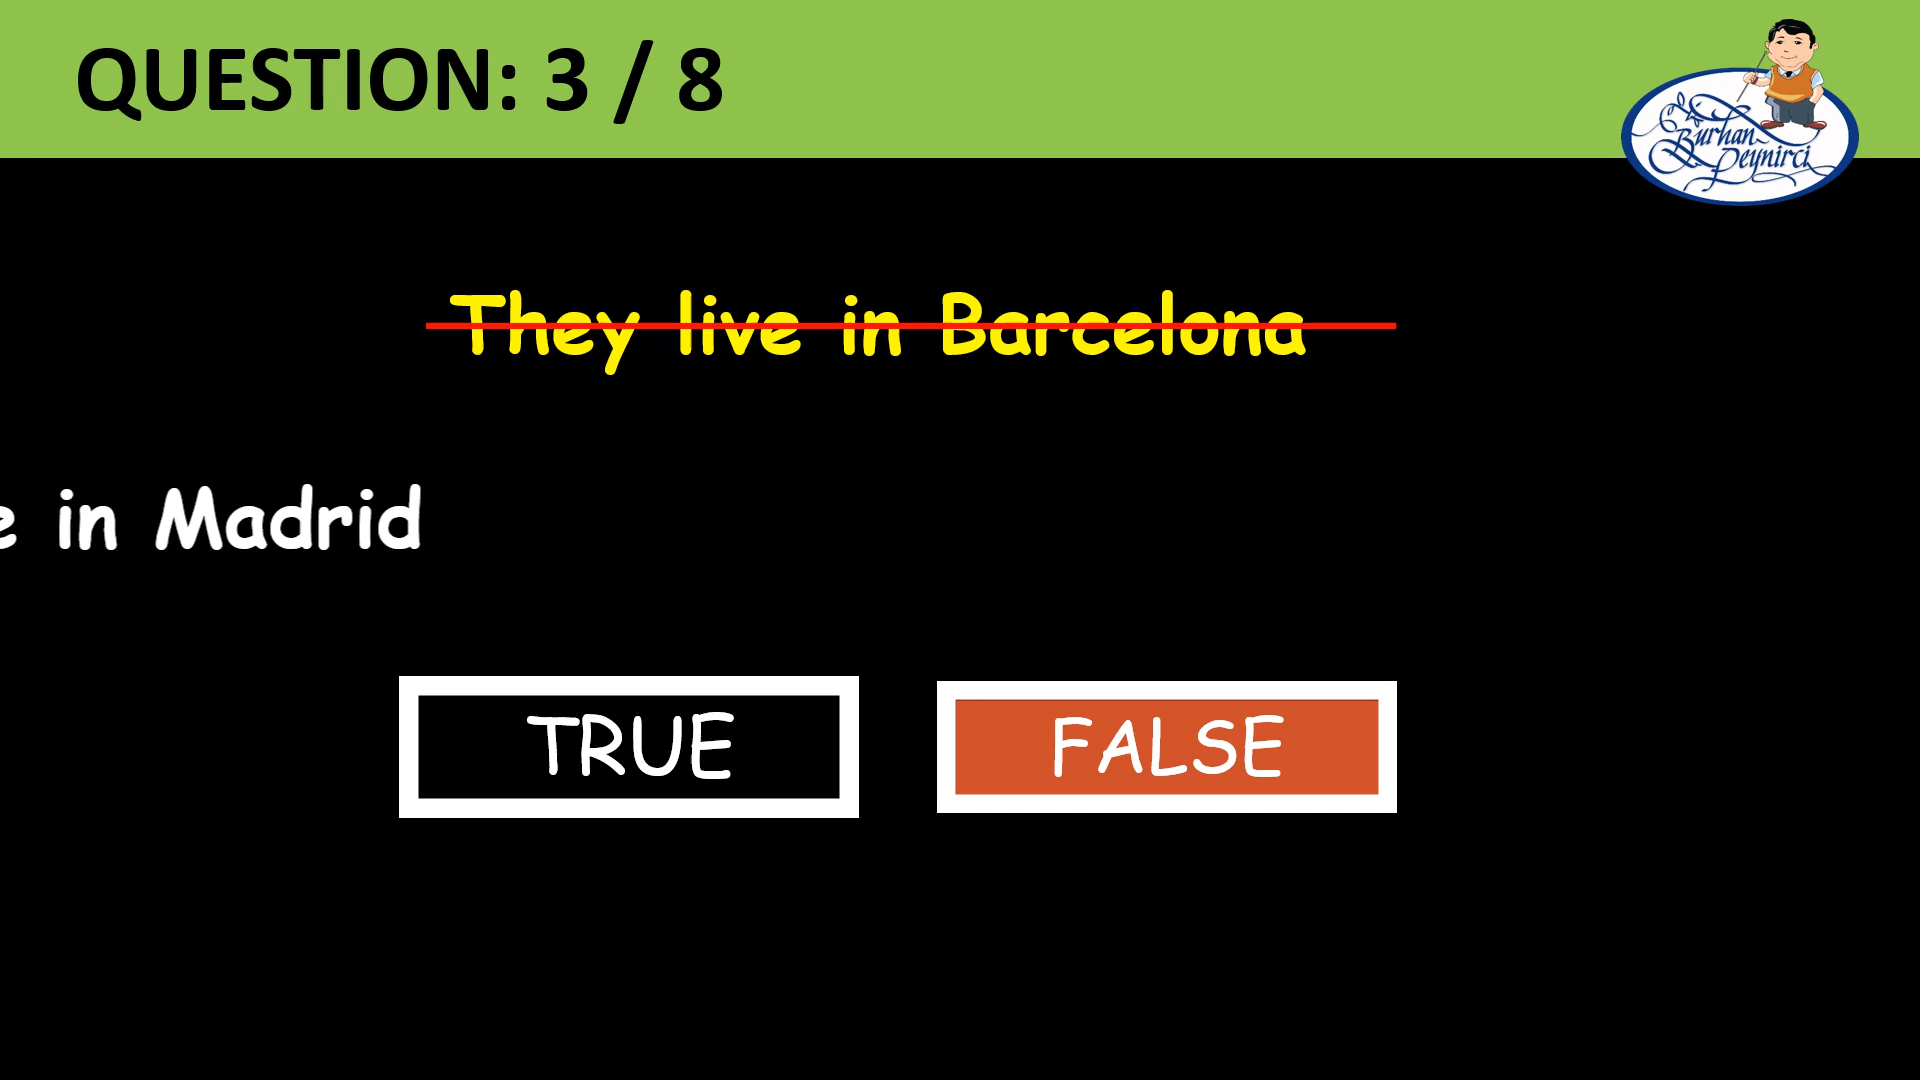 QUESTION: 3 / 8
Burhan
Peynirci
They live in Barcelona
e in Madrid
TRUE
FALSE